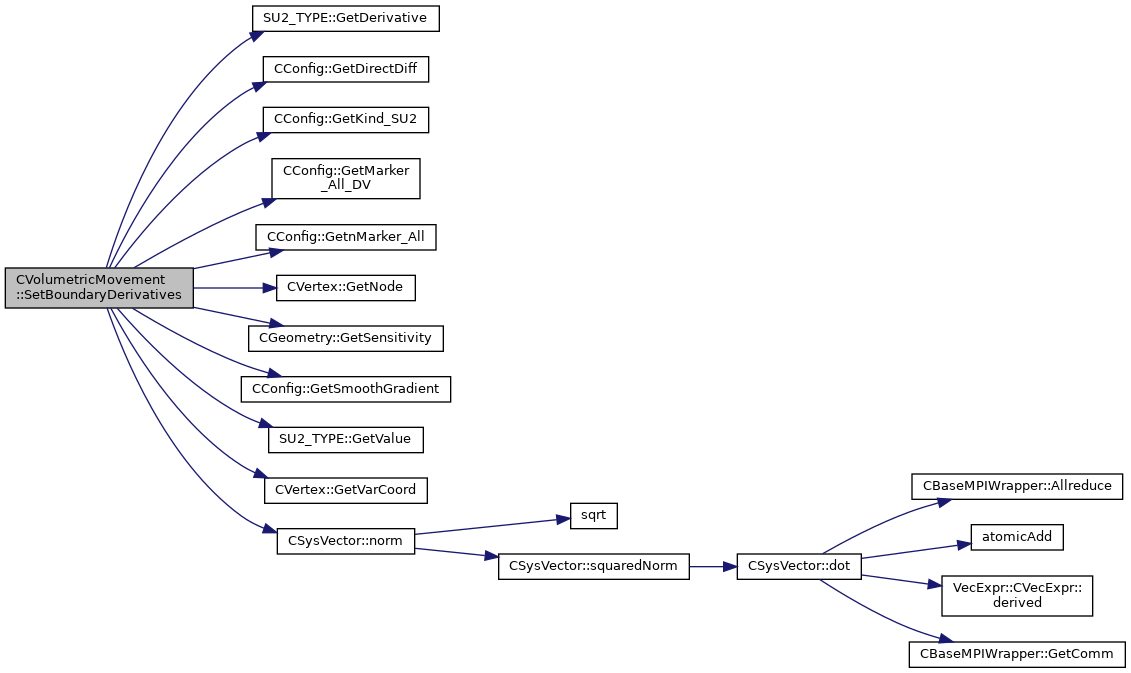 SU2_TYPE::GetDerivative
CConfig::GetDirectDiff
CConfig::GetKind_SU2
CConfig::GetMarker
_All_DV
CConfig::GetnMarker_All
CVolumetricMovement
::SetBoundaryDerivatives
CVertex::GetNode
CGeometry::GetSensitivity
CConfig::GetSmoothGradient
SU2_TYPE::GetValue
CVertex::GetVarCoord
CSysVector::norm
sqrt
CSysVector::squaredNorm
CSysVector::dot
CBaseMPIWrapper::Allreduce
atomicAdd
VecExpr::CVecExpr::
derived
CBaseMPIWrapper::GetComm